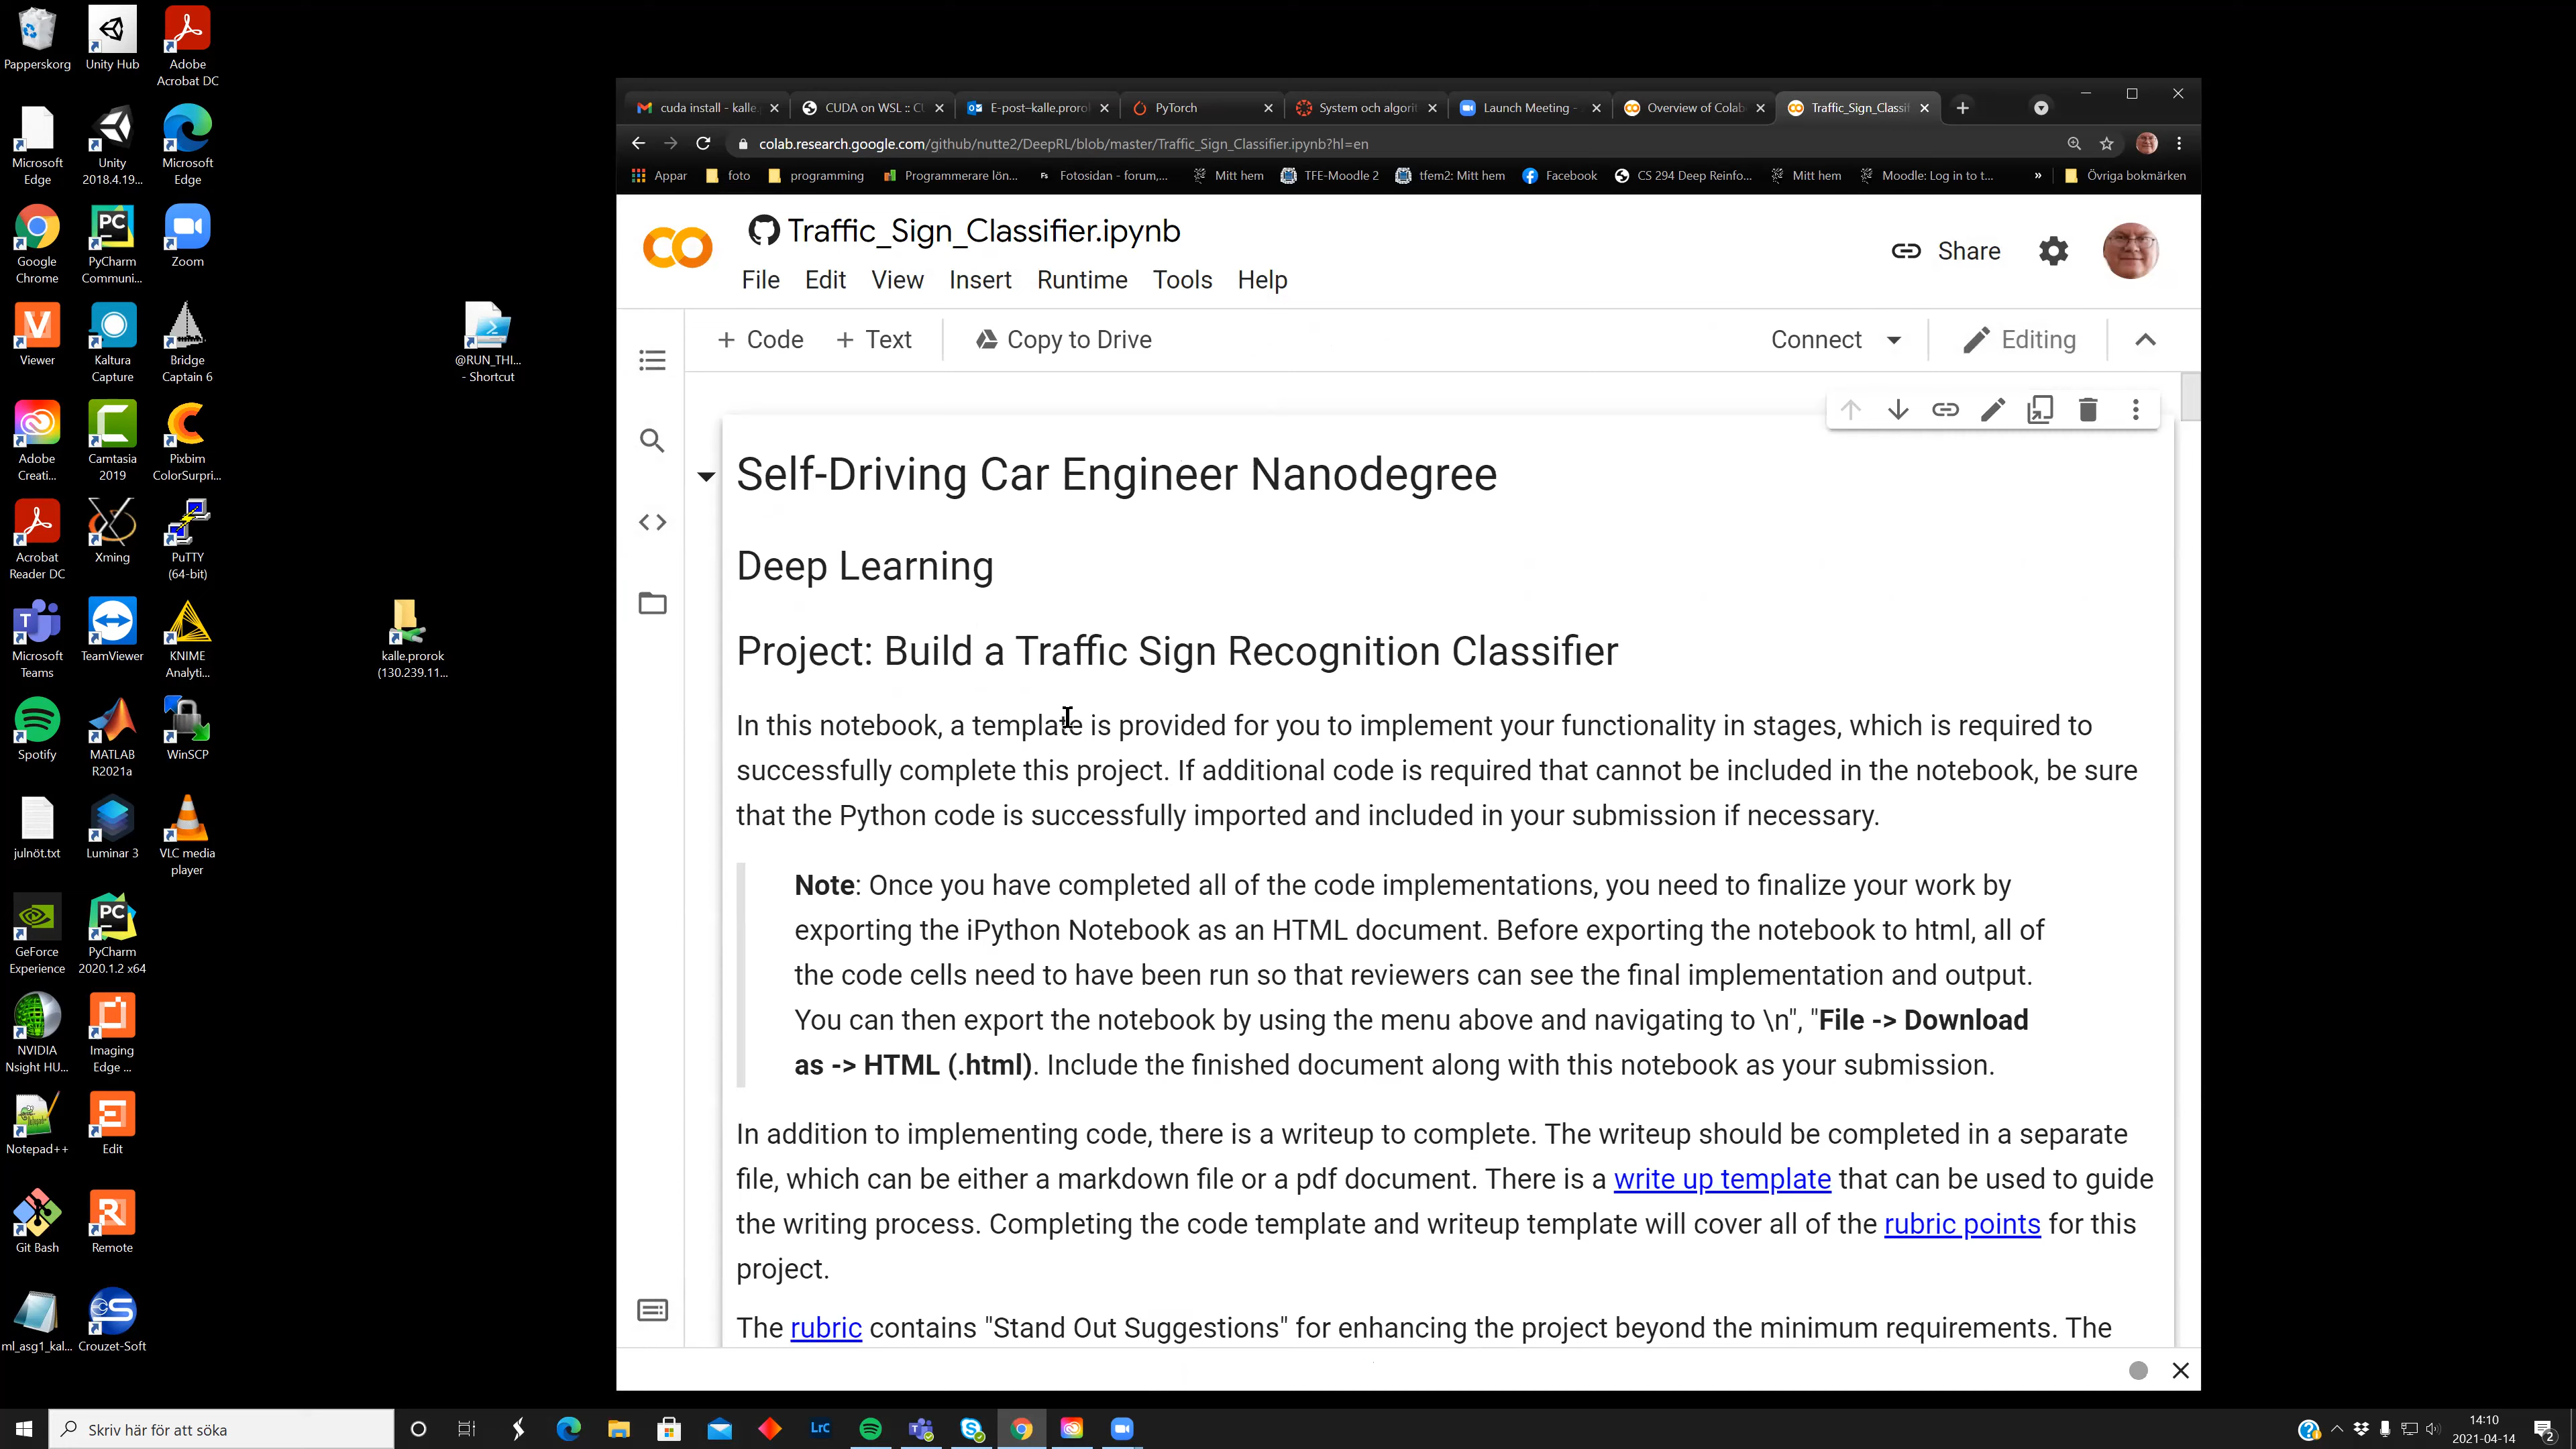 Papperskorg
Unity Hub
Adobe
Acrobat DC
Microsoft
Edge
Unity
2018.4.19...
Microsoft
Edge
Google
Chrome
PyCharm
Communi...
Zoom
Viewer
Kaltura
Capture
Bridge
Captain 6
@RUN_THI...
- Shortcut
Adobe
Creati...
Camtasia
2019
Pixbim
ColorSurpri...
Acrobat
Reader DC
Xming
PuTTY
(64-bit)
Microsoft
Teams
TeamViewer
KNIME
Analyti...
kalle.prorok
(130.239.11...
Spotify
MATLAB
R2021a
WinSCP
julnöt.txt
Luminar 3
VLC media
player
GeForce
Experience
PyCharm
2020.1.2 x64
NVIDIA
Nsight HU...
Imaging
Edge ...
Notepad++
Edit
Git Bash
Remote
ml_asg1_kal...
Crouzet-Soft
cuda install - kalle.
CUDA on WSL :: CU
E-post–kalle.proro
PyTorch
System och algorit
Launch Meeting -
Overview of Colab
Traffic_Sign_Classif
colab.research.google.com/github/nutte2/DeepRL/blob/master/Traffic_Sign_Classifier.ipynb?hl=en
Appar
foto
programming
Programmerare lön...
Fs Fotosidan - forum,...
Mitt hem
TFE-Moodle 2
tfem2: Mitt hem
Facebook
CS 294 Deep Reinfo...
Mitt hem
Moodle: Log in to t...
»
Övriga bokmärken
Traffic_Sign_Classifier.ipynb
File Edit View Insert Runtime Tools Help
Share
+ Code + Text Copy to Drive
Connect
Editing
Self-Driving Car Engineer Nanodegree
Deep Learning
Project: Build a Traffic Sign Recognition Classifier
In this notebook, a template is provided for you to implement your functionality in stages, which is required to
successfully complete this project. If additional code is required that cannot be included in the notebook, be sure
that the Python code is successfully imported and included in your submission if necessary.
Note: Once you have completed all of the code implementations, you need to finalize your work by
exporting the iPython Notebook as an HTML document. Before exporting the notebook to html, all of
the code cells need to have been run so that reviewers can see the final implementation and output.
You can then export the notebook by using the menu above and navigating to \n", "File -> Download
as -> HTML (.html). Include the finished document along with this notebook as your submission.
In addition to implementing code, there is a writeup to complete. The writeup should be completed in a separate
file, which can be either a markdown file or a pdf document. There is a write up template that can be used to guide
the writing process. Completing the code template and writeup template will cover all of the rubric points for this
project.
The rubric contains "Stand Out Suggestions" for enhancing the project beyond the minimum requirements. The
Skriv här för att söka
LrC
14:10
2021-04-14
2